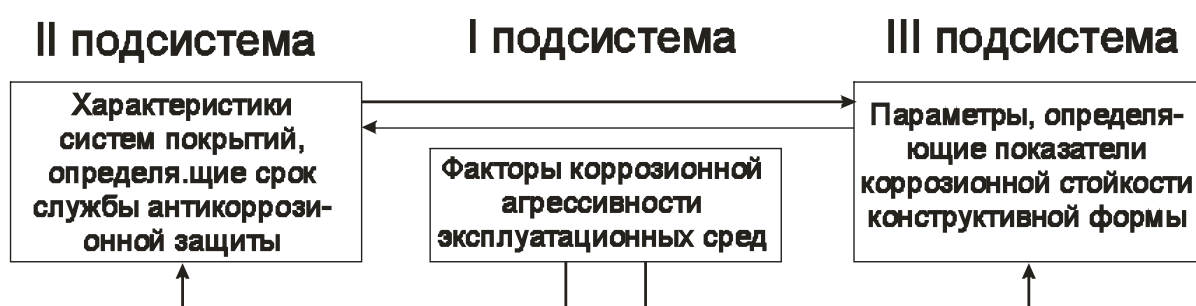 II подсистема
I подсистема
III подсистема
Характеристики
систем покрытий,
определя.щие срок
службы антикоррози-
онной защиты
Факторы коррозионной
агрессивности
эксплуатационных сред
Параметры, определя-
ющие показатели
коррозионной стойкости
конструктивной формы